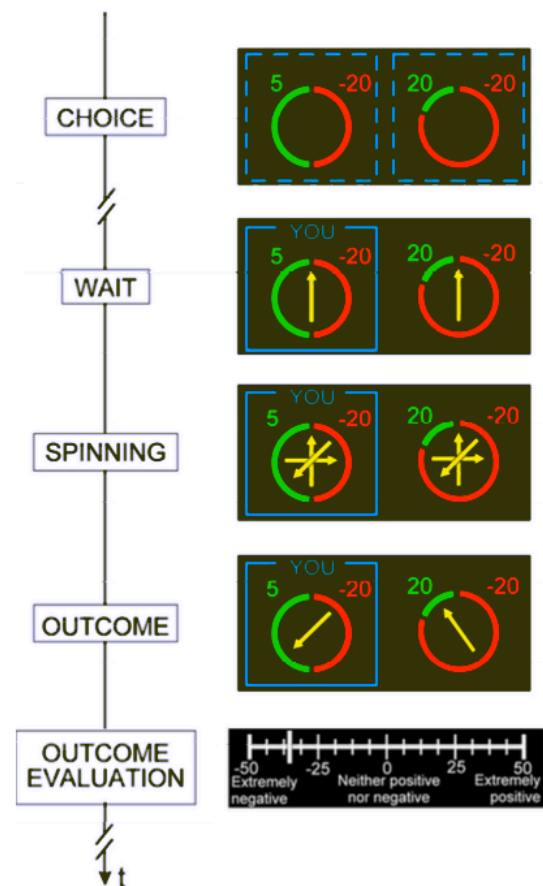 CHOICE
5 -20 20 -20
WAIT
YOU
5 -20 20 -20
SPINNING
YOU
5 -20 20 -20
OUTCOME
YOU
5 -20 20 -20
OUTCOME
EVALUATION
-50 -25 0 25 50
Extremely Neither positive Extremely
negative nor negative positive
t